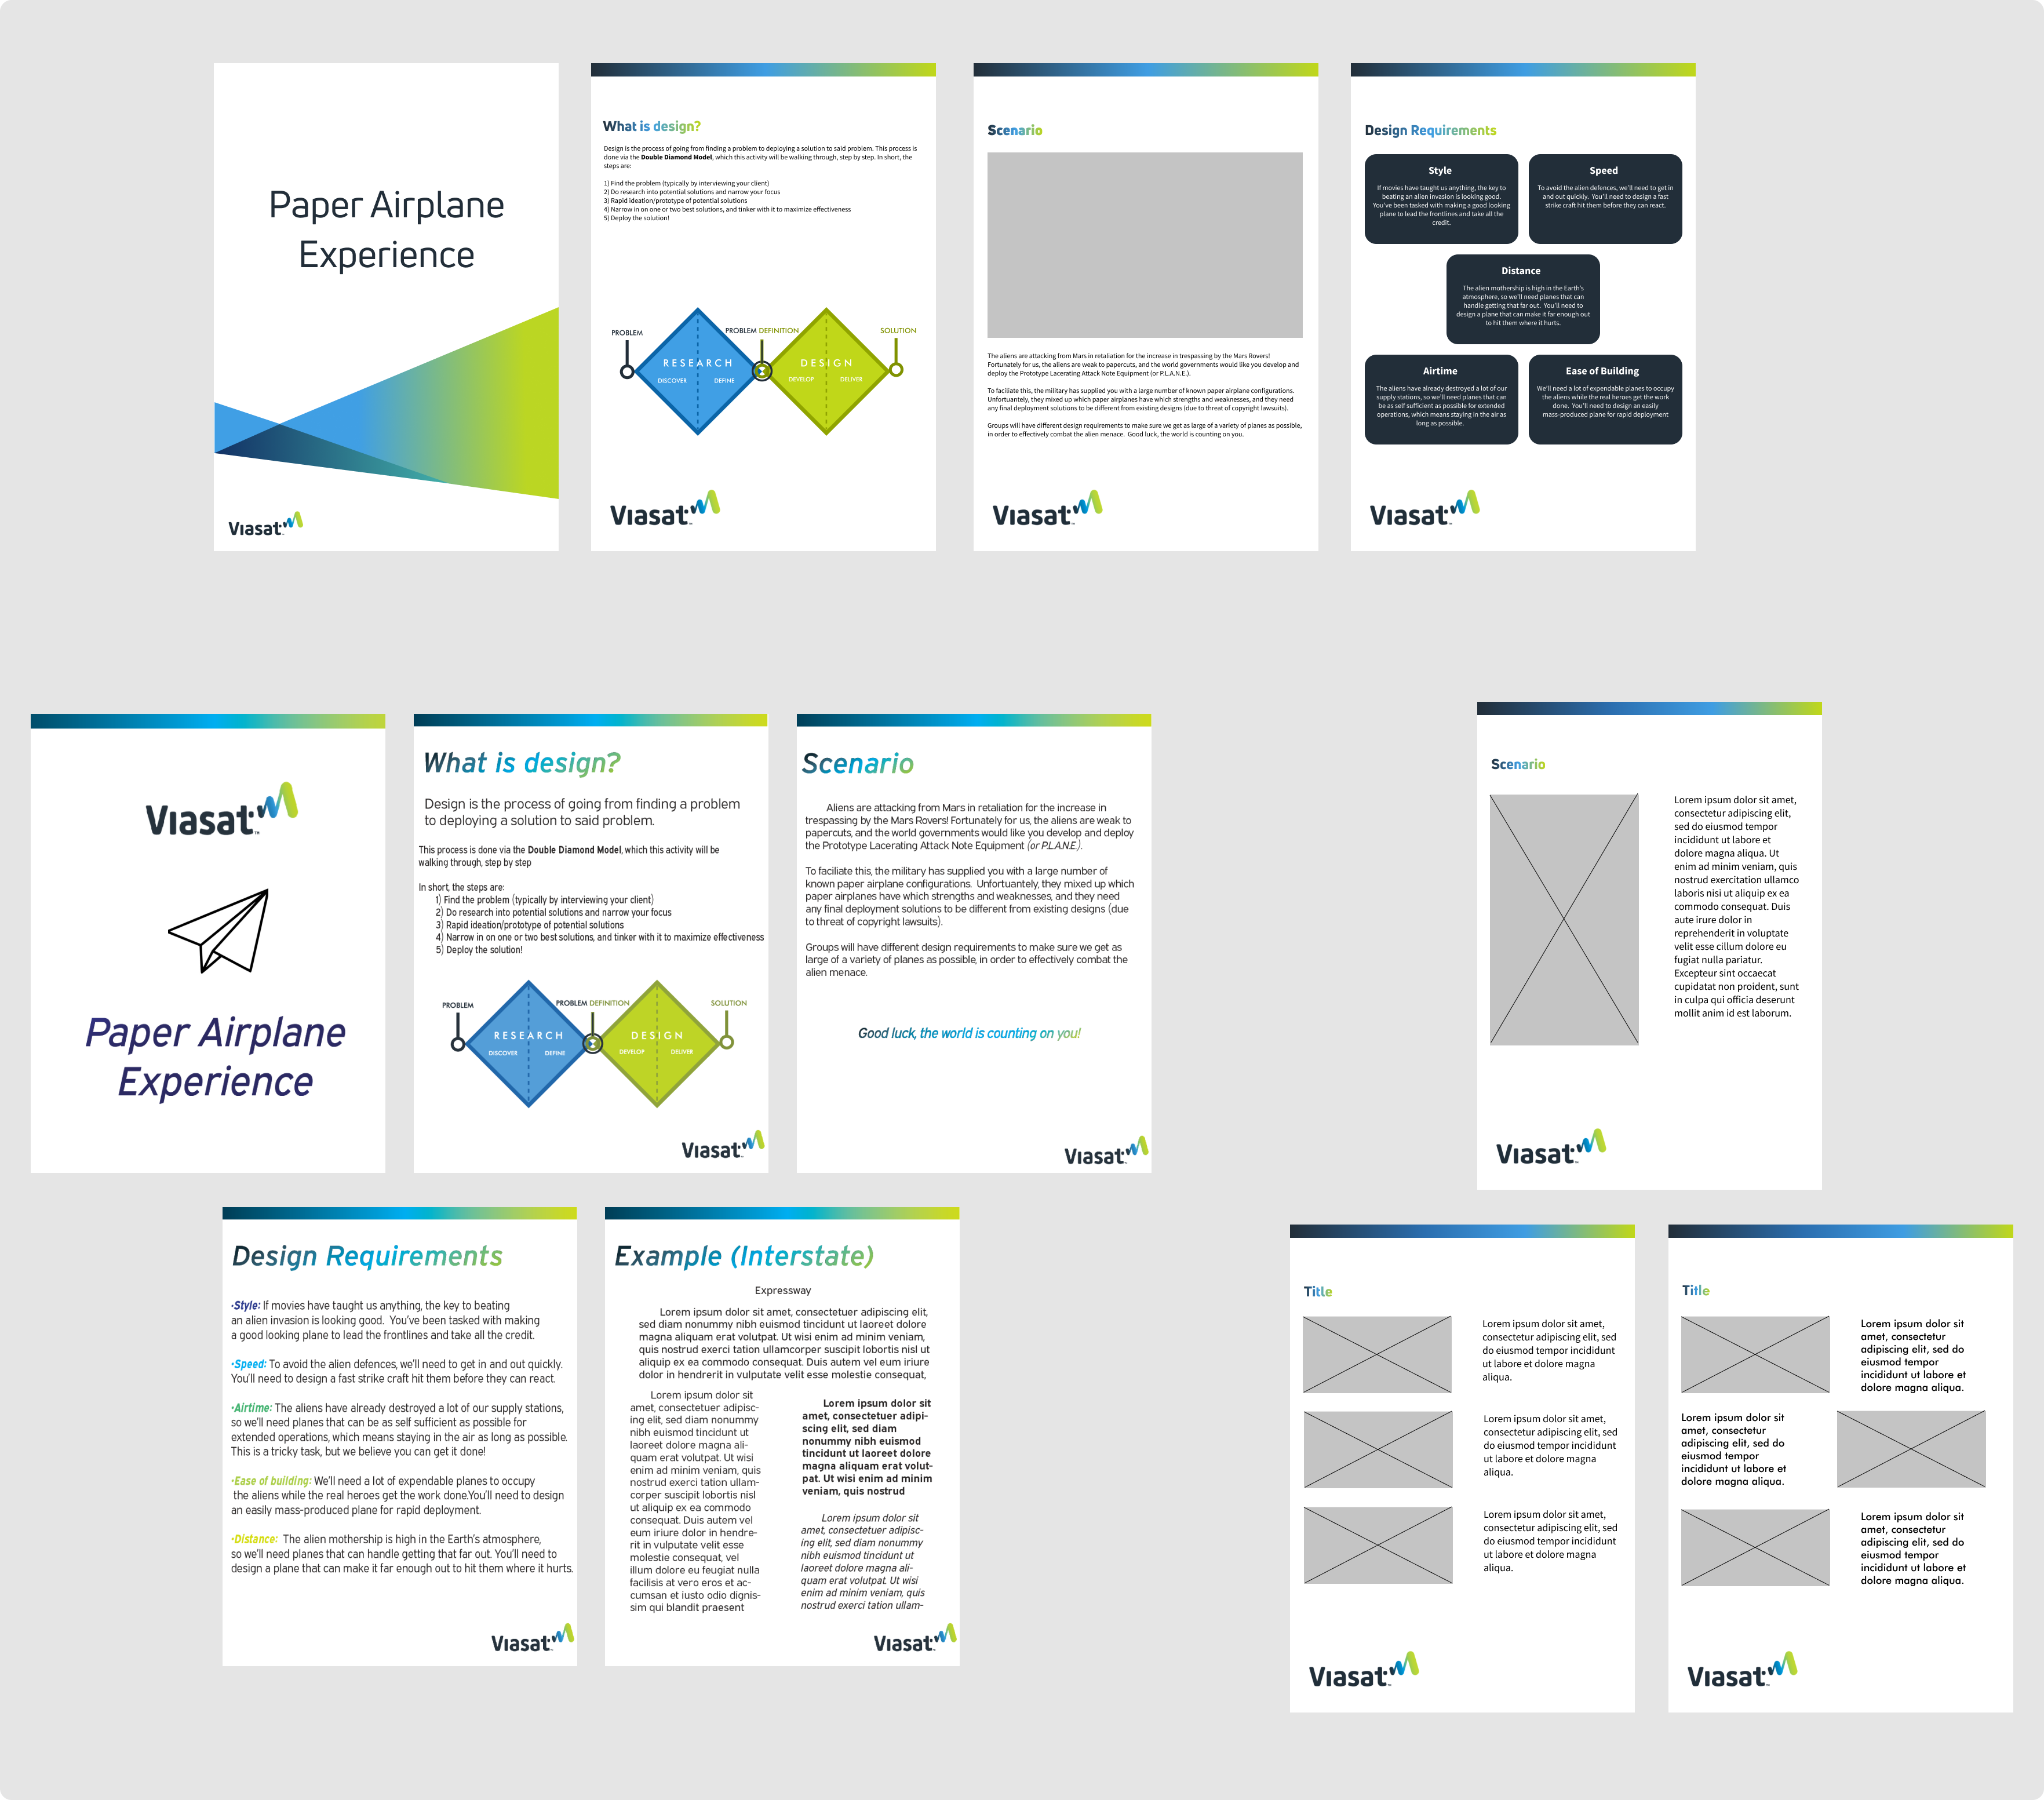 Paper Airplane
Experience
Viasat™
What is design?
Design is the process of going from finding a problem to deploying a solution to said problem. This process is
done via the Double Diamond Model, which this activity will be walking through, step by step. In short, the
steps are:
1) Find the problem (typically by interviewing your client)
2) Do research into potential solutions and narrow your focus
3) Rapid ideation/prototype of potential solutions
4) Narrow in on one or two best solutions, and tinker with it to maximize effectiveness
5) Deploy the solution!
PROBLEM
PROBLEM DEFINITION
SOLUTION
RESEARCH
DESIGN
DISCOVER
DEFINE
DEVELOP
DELIVER
Viasat™
Scenario
The aliens are attacking from Mars in retaliation for the increase in trespassing by the Mars Rovers!
Fortunately for us, the aliens are weak to papercuts, and the world governments would like you develop and
deploy the Prototype Lacerating Attack Note Equipment (or P.L.A.N.E.).
To faciliate this, the military has supplied you with a large number of known paper airplane configurations.
Unfortuantely, they mixed up which paper airplanes have which strengths and weaknesses, and they need
any final deployment solutions to be different from existing designs (due to threat of copyright lawsuits).
Groups will have different design requirements to make sure we get as large of a variety of planes as possible,
in order to effectively combat the alien menace.  Good luck, the world is counting on you.
Viasat™
Design Requirements
Style
If movies have taught us anything, the key to
beating an alien invasion is looking good.
You've been tasked with making a good looking
plane to lead the frontlines and take all the
credit.
Speed
To avoid the alien defences, we'll need to get in
and out quickly.  You'll need to design a fast
strike craft hit them before they can react.
Distance
The alien mothership is high in the Earth's
atmosphere, so we'll need planes that can
handle getting that far out.  You'll need to
design a plane that can make it far enough out
to hit them where it hurts.
Airtime
The aliens have already destroyed a lot of our
supply stations, so we'll need planes that can
be as self sufficient as possible for extended
operations, which means staying in the air as
long as possible.
Ease of Building
We'll need a lot of expendable planes to occupy
the aliens while the real heroes get the work
done.  You'll need to design an easily
mass-produced plane for rapid deployment
Viasat™
Viasat™
Paper Airplane
Experience
What is design?
Design is the process of going from finding a problem
to deploying a solution to said problem.
This process is done via the Double Diamond Model, which this activity will be
walking through, step by step
In short, the steps are:
1) Find the problem (typically by interviewing your client)
2) Do research into potential solutions and narrow your focus
3) Rapid ideation/prototype of potential solutions
4) Narrow in on one or two best solutions, and tinker with it to maximize effectiveness
5) Deploy the solution!
PROBLEM
PROBLEM DEFINITION
SOLUTION
RESEARCH
DESIGN
DISCOVER
DEFINE
DEVELOP
DELIVER
Viasat™
Scenario
Aliens are attacking from Mars in retaliation for the increase in
trespassing by the Mars Rovers! Fortunately for us, the aliens are weak to
papercuts, and the world governments would like you develop and deploy
the Prototype Lacerating Attack Note Equipment (or P.L.A.N.E.).
To faciliate this, the military has supplied you with a large number of
known paper airplane configurations.  Unfortuantely, they mixed up which
paper airplanes have which strengths and weaknesses, and they need
any final deployment solutions to be different from existing designs (due
to threat of copyright lawsuits).
Groups will have different design requirements to make sure we get as
large of a variety of planes as possible, in order to effectively combat the
alien menace.
Good luck, the world is counting on you!
Viasat™
Scenario
Lorem ipsum dolor sit amet,
consectetur adipiscing elit,
sed do eiusmod tempor
incididunt ut labore et
dolore magna aliqua. Ut
enim ad minim veniam, quis
nostrud exercitation ullamco
laboris nisi ut aliquip ex ea
commodo consequat. Duis
aute irure dolor in
reprehenderit in voluptate
velit esse cillum dolore eu
fugiat nulla pariatur.
Excepteur sint occaecat
cupidatat non proident, sunt
in culpa qui officia deserunt
mollit anim id est laborum.
Viasat™
Design Requirements
•Style: If movies have taught us anything, the key to beating
an alien invasion is looking good.  You've been tasked with making
a good looking plane to lead the frontlines and take all the credit.
•Speed: To avoid the alien defences, we'll need to get in and out quickly.
You'll need to design a fast strike craft hit them before they can react.
•Airtime: The aliens have already destroyed a lot of our supply stations,
so we'll need planes that can be as self sufficient as possible for
extended operations, which means staying in the air as long as possible.
This is a tricky task, but we believe you can get it done!
•Ease of building: We'll need a lot of expendable planes to occupy
the aliens while the real heroes get the work done.You'll need to design
an easily mass-produced plane for rapid deployment.
•Distance:  The alien mothership is high in the Earth's atmosphere,
so we'll need planes that can handle getting that far out. You'll need to
design a plane that can make it far enough out to hit them where it hurts.
Viasat™
Example (Interstate)
Expressway
Lorem ipsum dolor sit amet, consectetuer adipiscing elit,
sed diam nonummy nibh euismod tincidunt ut laoreet dolore
magna aliquam erat volutpat. Ut wisi enim ad minim veniam,
quis nostrud exerci tation ullamcorper suscipit lobortis nisl ut
aliquip ex ea commodo consequat. Duis autem vel eum iriure
dolor in hendrerit in vulputate velit esse molestie consequat,
Lorem ipsum dolor sit
amet, consectetuer adipisc-
ing elit, sed diam nonummy
nibh euismod tincidunt ut
laoreet dolore magna ali-
quam erat volutpat. Ut wisi
enim ad minim veniam, quis
nostrud exerci tation ullam-
corper suscipit lobortis nisl
ut aliquip ex ea commodo
consequat. Duis autem vel
eum iriure dolor in hendre-
rit in vulputate velit esse
molestie consequat, vel
illum dolore eu feugiat nulla
facilisis at vero eros et ac-
cumsan et iusto odio dignis-
sim qui blandit praesent
Lorem ipsum dolor sit
amet, consectetuer adipi-
scing elit, sed diam
nonummy nibh euismod
tincidunt ut laoreet dolore
magna aliquam erat volut-
pat. Ut wisi enim ad minim
veniam, quis nostrud
Lorem ipsum dolor sit
amet, consectetuer adipisc-
ing elit, sed diam nonummy
nibh euismod tincidunt ut
laoreet dolore magna ali-
quam erat volutpat. Ut wisi
enim ad minim veniam, quis
nostrud exerci tation ullam-
Viasat™
Title
Lorem ipsum dolor sit amet,
consectetur adipiscing elit, sed
do eiusmod tempor incididunt
ut labore et dolore magna
aliqua.
Lorem ipsum dolor sit amet,
consectetur adipiscing elit, sed
do eiusmod tempor incididunt
ut labore et dolore magna
aliqua.
Lorem ipsum dolor sit amet,
consectetur adipiscing elit, sed
do eiusmod tempor incididunt
ut labore et dolore magna
aliqua.
Viasat™
Title
Lorem ipsum dolor sit
amet, consectetur
adipiscing elit, sed do
eiusmod tempor
incididunt ut labore et
dolore magna aliqua.
Lorem ipsum dolor sit
amet, consectetur
adipiscing elit, sed do
eiusmod tempor
incididunt ut labore et
dolore magna aliqua.
Lorem ipsum dolor sit
amet, consectetur
adipiscing elit, sed do
eiusmod tempor
incididunt ut labore et
dolore magna aliqua.
Viasat™